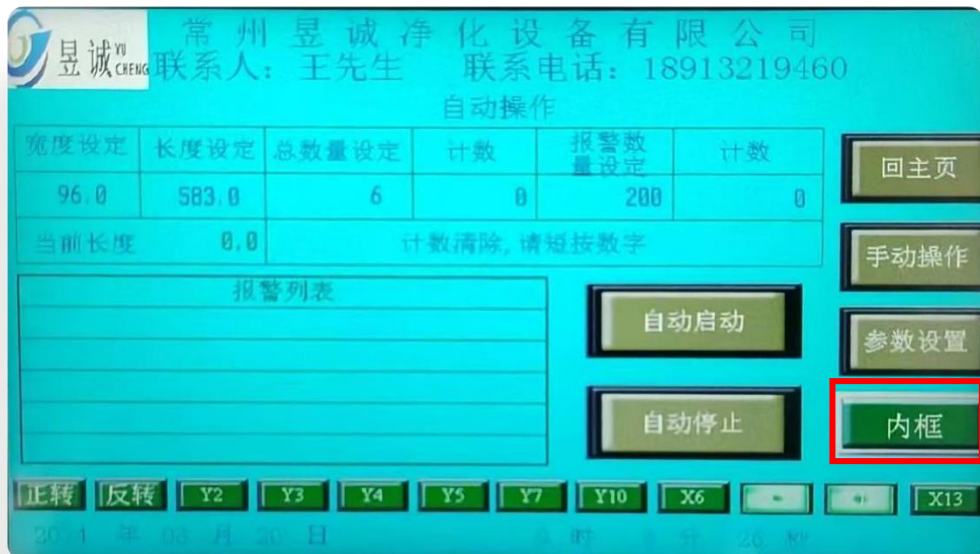 常州昱诚净化设备有限公司
昱诚 YU CHENG 联系人：王先生 联系电话：18913219460
自动操作
宽度设定 长度设定 总数量设定 计数 报警数量设定 计数
96.0 583.0 6 0 200 0
当前长度 0.0 计数清除,请短按数字
报警列表
回主页
手动操作
参数设置
内框
自动启动
自动停止
正转 反转 Y2 Y3 Y4 Y5 Y7 Y10 X6 X13
年 月 20 日 时 分 秒